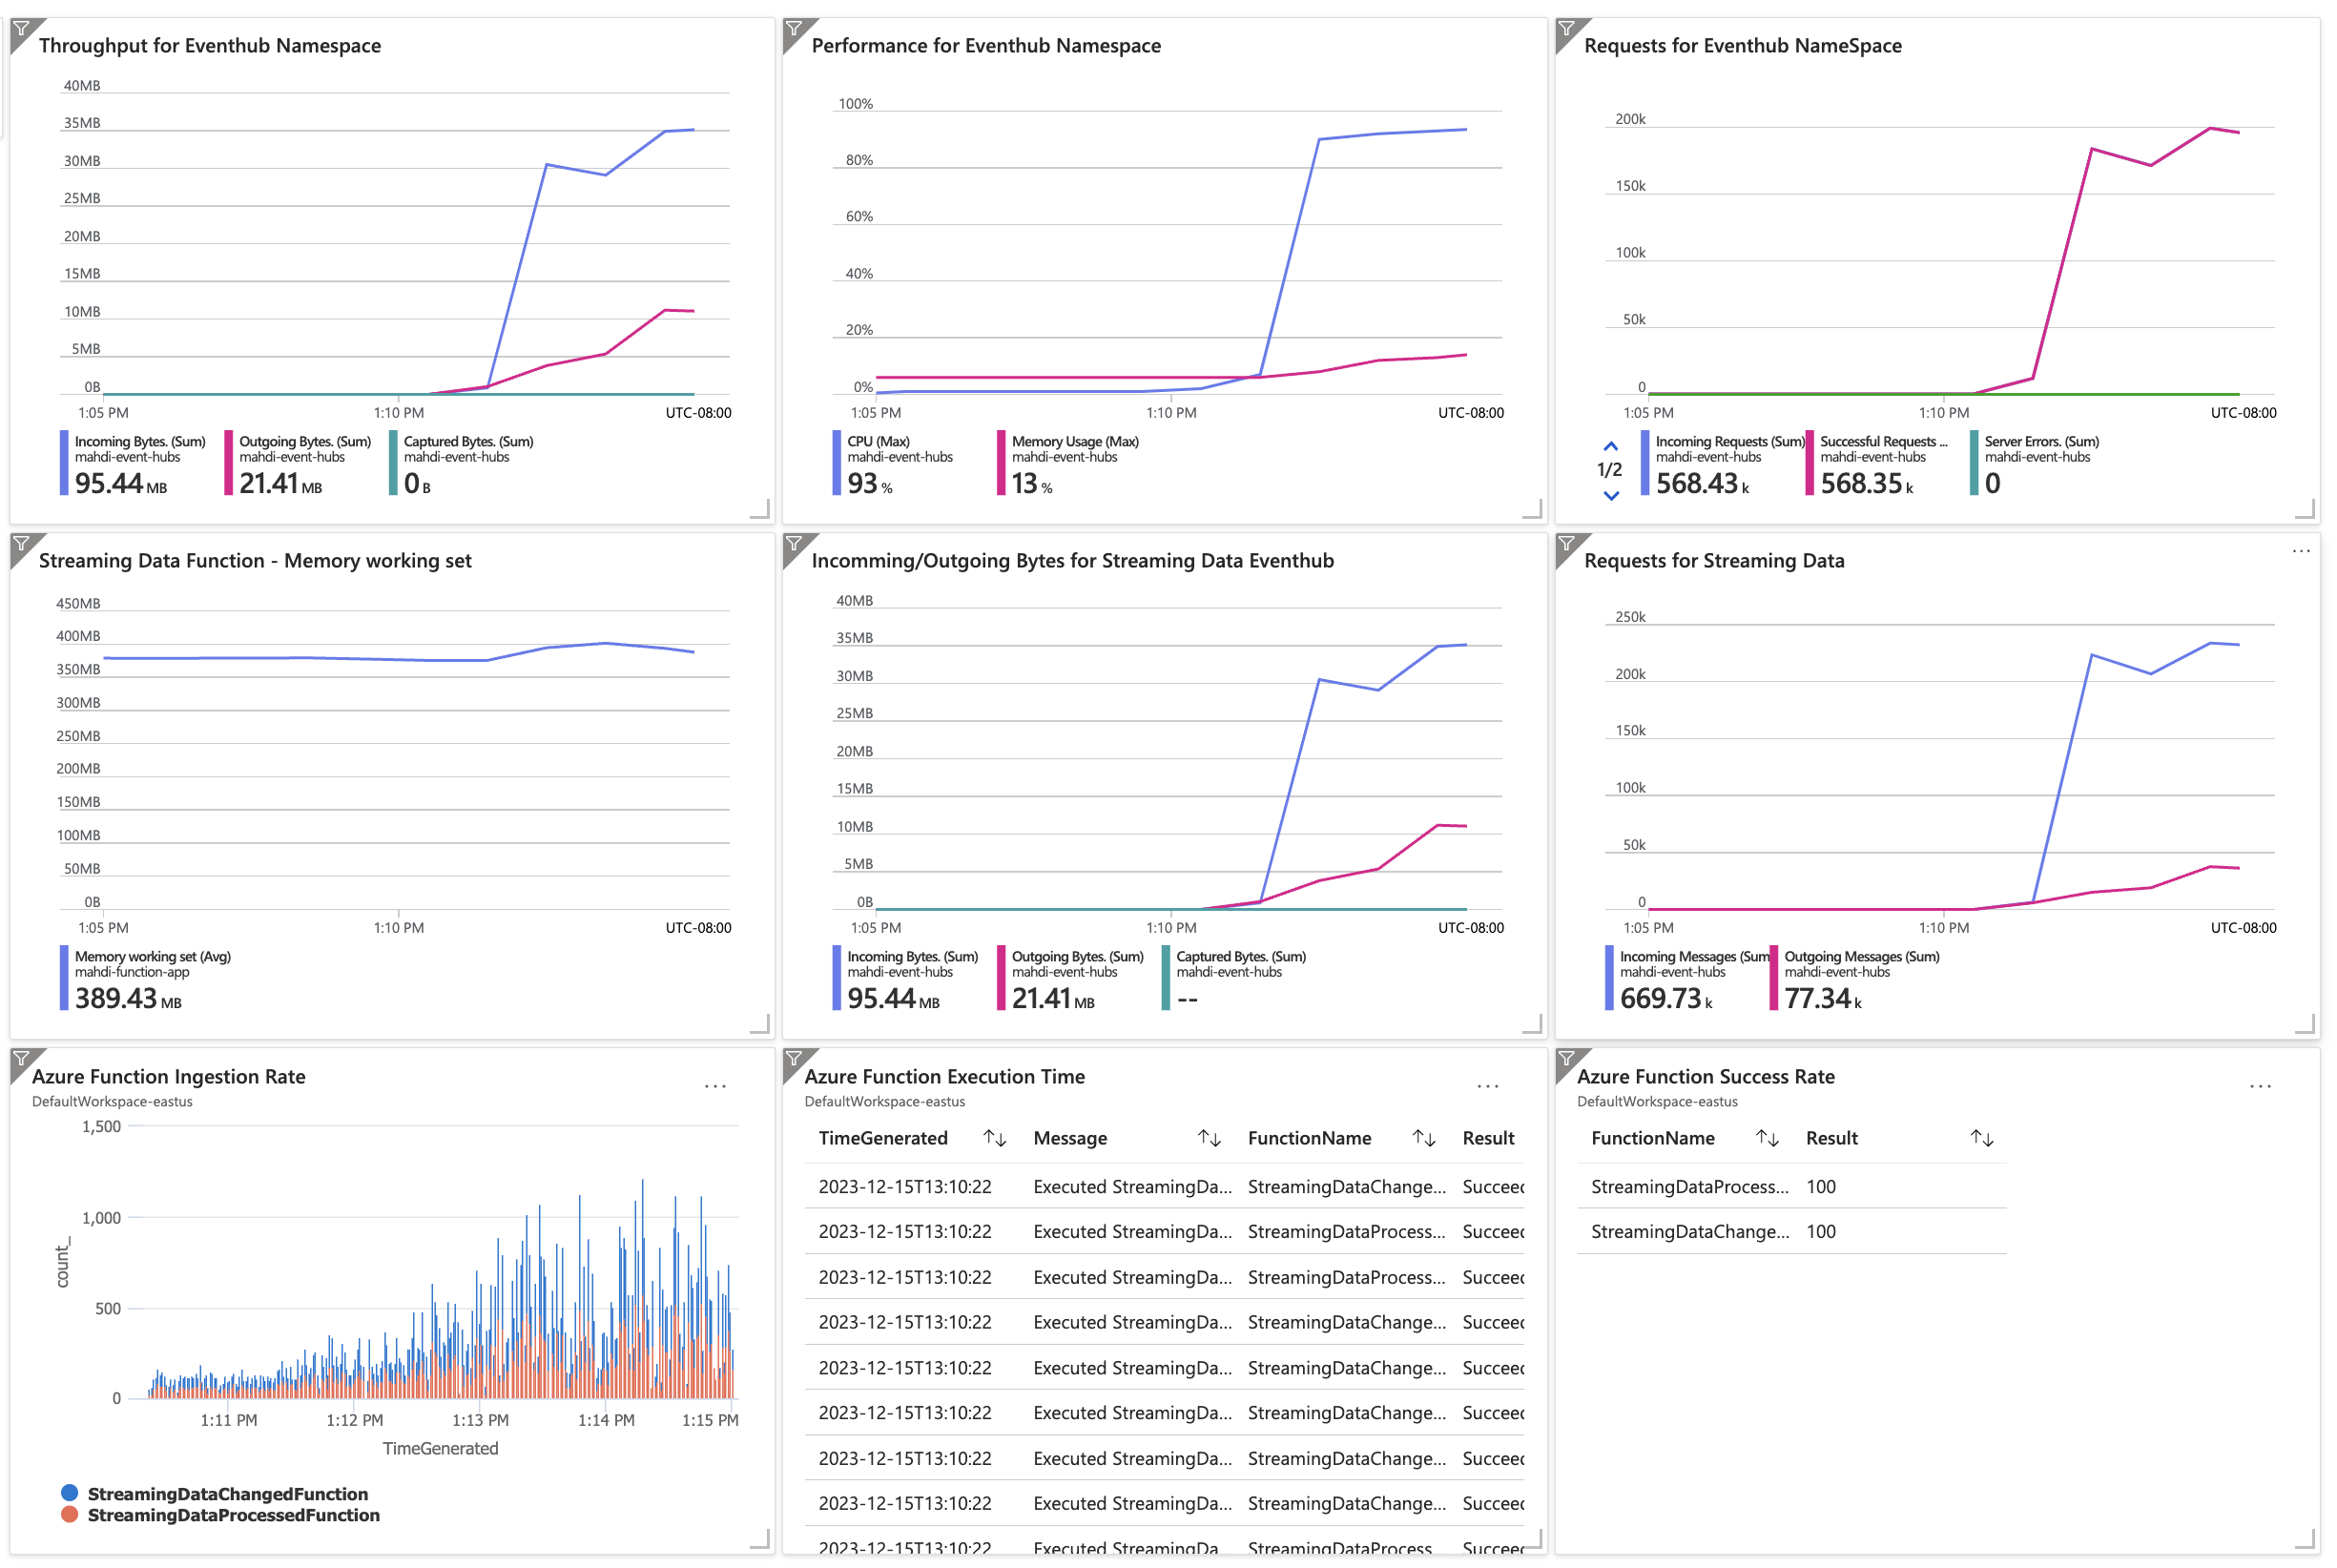 Throughput for Eventhub Namespace
40MB
35MB
30MB
25MB
20MB
15MB
10MB
5MB
0B
1:05 PM 1:10 PM UTC-08:00
Incoming Bytes. (Sum) Outgoing Bytes. (Sum) Captured Bytes. (Sum)
mahdi-event-hubs mahdi-event-hubs mahdi-event-hubs
95.44 MB 21.41 MB 0 B
Performance for Eventhub Namespace
100%
80%
60%
40%
20%
0%
1:05 PM 1:10 PM UTC-08:00
CPU (Max) Memory Usage (Max)
mahdi-event-hubs mahdi-event-hubs
93 % 13 %
Requests for Eventhub NameSpace
200k
150k
100k
50k
0
1:05 PM 1:10 PM UTC-08:00
1/2
Incoming Requests (Sum) Successful Requests ... Server Errors. (Sum)
mahdi-event-hubs mahdi-event-hubs mahdi-event-hubs
568.43 k 568.35 k 0
Streaming Data Function - Memory working set
450MB
400MB
350MB
300MB
250MB
200MB
150MB
100MB
50MB
0B
1:05 PM 1:10 PM UTC-08:00
Memory working set (Avg)
mahdi-function-app
389.43 MB
Incomming/Outgoing Bytes for Streaming Data Eventhub
40MB
35MB
30MB
25MB
20MB
15MB
10MB
5MB
0B
1:05 PM 1:10 PM UTC-08:00
Incoming Bytes. (Sum) Outgoing Bytes. (Sum) Captured Bytes. (Sum)
mahdi-event-hubs mahdi-event-hubs mahdi-event-hubs
95.44 MB 21.41 MB --
Requests for Streaming Data
...
250k
200k
150k
100k
50k
0
1:05 PM 1:10 PM UTC-08:00
Incoming Messages (Sum Outgoing Messages (Sum)
mahdi-event-hubs mahdi-event-hubs
669.73 k 77.34 k
Azure Function Ingestion Rate
...
DefaultWorkspace-eastus
1,500
1,000
500
0
count_
1:11 PM 1:12 PM 1:13 PM 1:14 PM 1:15 PM
TimeGenerated
StreamingDataChangedFunction
StreamingDataProcessedFunction
Azure Function Execution Time
...
DefaultWorkspace-eastus
TimeGenerated Message FunctionName Result
2023-12-15T13:10:22 Executed StreamingDa... StreamingDataChange... Succeec
2023-12-15T13:10:22 Executed StreamingDa... StreamingDataProcess... Succeec
2023-12-15T13:10:22 Executed StreamingDa... StreamingDataProcess... Succeec
2023-12-15T13:10:22 Executed StreamingDa... StreamingDataChange... Succeec
2023-12-15T13:10:22 Executed StreamingDa... StreamingDataChange... Succeec
2023-12-15T13:10:22 Executed StreamingDa... StreamingDataChange... Succeec
2023-12-15T13:10:22 Executed StreamingDa... StreamingDataChange... Succeec
2023-12-15T13:10:22 Executed StreamingDa... StreamingDataChange... Succeec
2023-12-15T13:10:22 Executed StreamingDa... StreamingDataProcess... Succeec
Azure Function Success Rate
...
DefaultWorkspace-eastus
FunctionName Result
StreamingDataProcess... 100
StreamingDataChange... 100